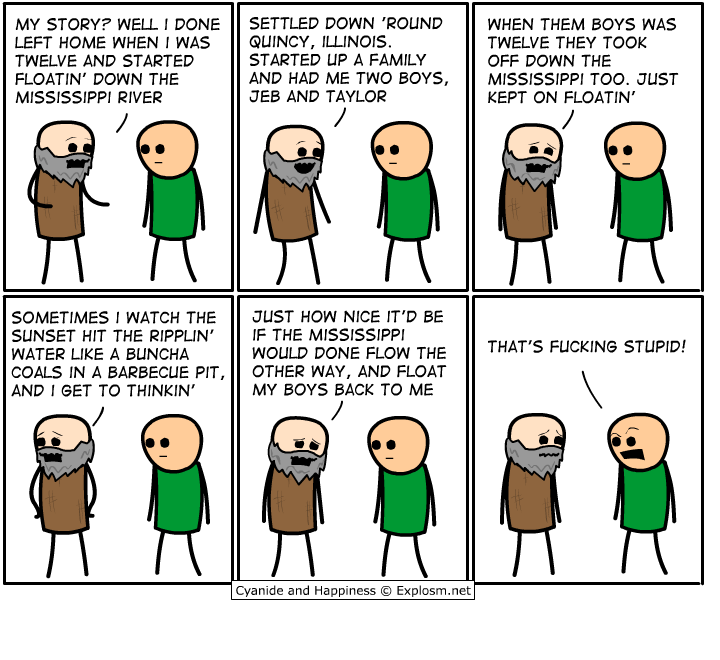 MY STORY? WELL I DONE
LEFT HOME WHEN I WAS
TWELVE AND STARTED
FLOATIN' DOWN THE
MISSISSIPPI RIVER
SETTLED DOWN 'ROUND
QUINCY, ILLINOIS.
STARTED UP A FAMILY
AND HAD ME TWO BOYS,
JEB AND TAYLOR
WHEN THEM BOYS WAS
TWELVE THEY TOOK
OFF DOWN THE
MISSISSIPPI TOO. JUST
KEPT ON FLOATIN'
SOMETIMES I WATCH THE
SUNSET HIT THE RIPPLIN'
WATER LIKE A BUNCHA
COALS IN A BARBECUE PIT,
AND I GET TO THINKIN'
JUST HOW NICE IT'D BE
IF THE MISSISSIPPI
WOULD DONE FLOW THE
OTHER WAY, AND FLOAT
MY BOYS BACK TO ME
THAT'S FUCKING STUPID!
Cyanide and Happiness © Explosm.net